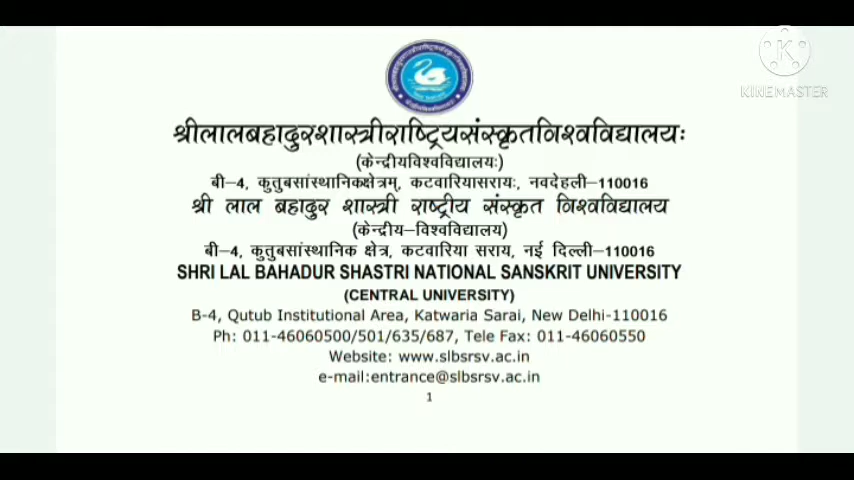 KINEMASTER
श्रीलालबहादुरशास्त्रीराष्ट्रियसंस्कृतविश्वविद्यालयः
(केन्द्रीयविश्वविद्यालयः)
बी-4, कुतुबसांस्थानिकक्षेत्रम्, कटवारियासरायः, नवदेहली-110016
श्री लाल बहादुर शास्त्री राष्ट्रीय संस्कृत विश्वविद्यालय
(केन्द्रीय-विश्वविद्यालय)
बी-4, कुतुबसांस्थानिक क्षेत्र, कटवारिया सराय, नई दिल्ली-110016
SHRI LAL BAHADUR SHASTRI NATIONAL SANSKRIT UNIVERSITY
(CENTRAL UNIVERSITY)
B-4, Qutub Institutional Area, Katwaria Sarai, New Delhi-110016
Ph: 011-46060500/501/635/687, Tele Fax: 011-46060550
Website: www.slbsrsv.ac.in
e-mail:entrance@slbsrsv.ac.in
1